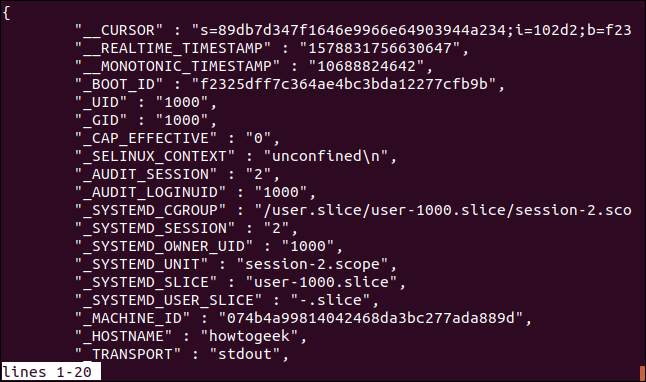 {
"__CURSOR" : "s=89db7d347f1646e9966e64903944a234;i=102d2;b=f23
"__REALTIME_TIMESTAMP" : "1578831756630647",
"__MONOTONIC_TIMESTAMP" : "10688824642",
"_BOOT_ID" : "f2325dff7c364ae4bc3bda12277cfb9b",
"_UID" : "1000",
"_GID" : "1000",
"_CAP_EFFECTIVE" : "0",
"_SELINUX_CONTEXT" : "unconfined\n",
"_AUDIT_SESSION" : "2",
"_AUDIT_LOGINUID" : "1000",
"_SYSTEMD_CGROUP" : "/user.slice/user-1000.slice/session-2.sco
"_SYSTEMD_SESSION" : "2",
"_SYSTEMD_OWNER_UID" : "1000",
"_SYSTEMD_UNIT" : "session-2.scope",
"_SYSTEMD_SLICE" : "user-1000.slice",
"_SYSTEMD_USER_SLICE" : "-.slice",
"_MACHINE_ID" : "074b4a99814042468da3bc277ada889d",
"_HOSTNAME" : "howtogeek",
"_TRANSPORT" : "stdout",
lines 1-20